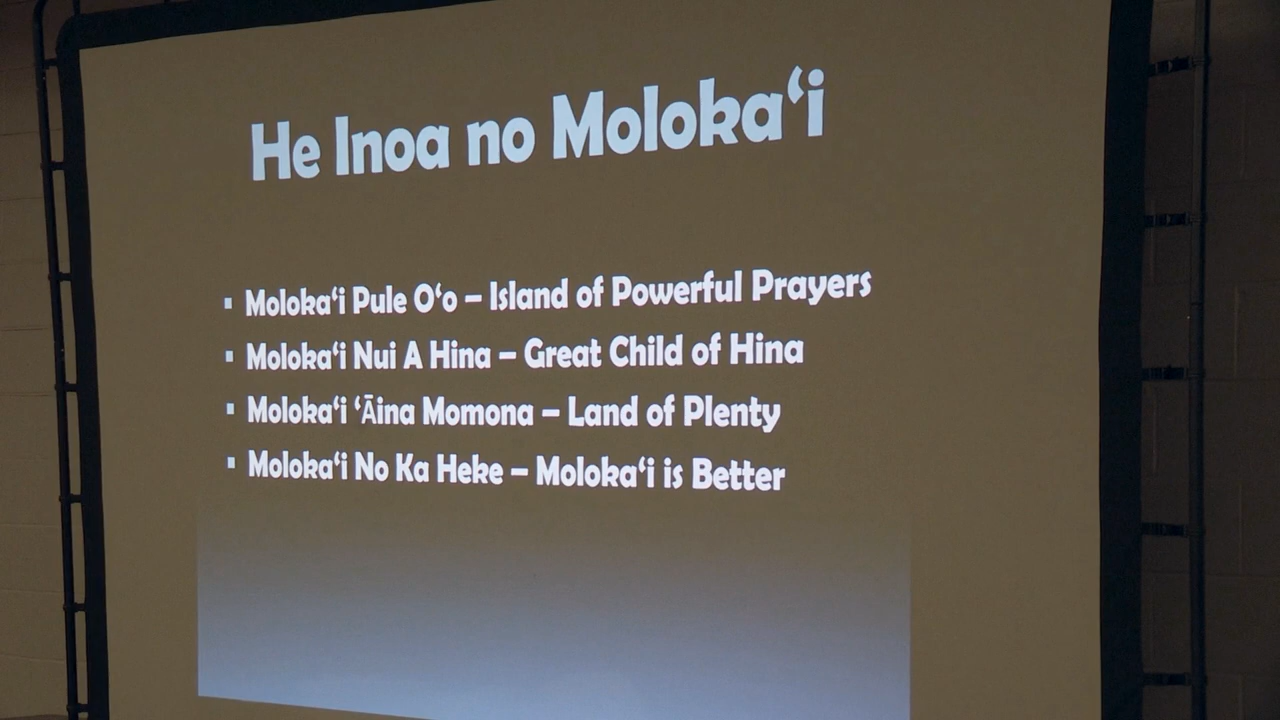 He Inoa no Molokaʻi
▪ Molokaʻi Pule Oʻo – Island of Powerful Prayers
▪ Molokaʻi Nui A Hina – Great Child of Hina
▪ Molokaʻi ʻĀina Momona – Land of Plenty
▪ Molokaʻi No Ka Heke – Molokaʻi is Better